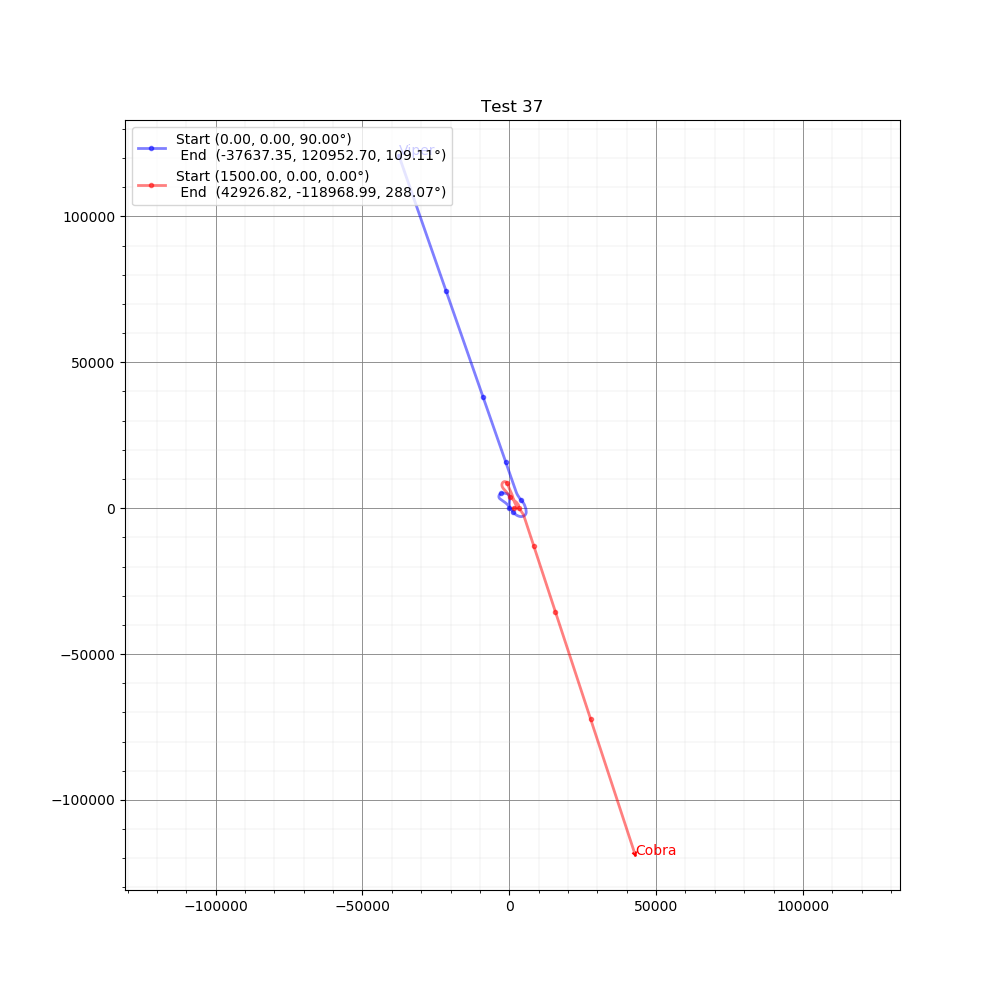 Test 37
Start (0.00, 0.00, 90.00°)
End (-37637.35, 120952.70, 109.11°)
Start (1500.00, 0.00, 0.00°)
End (42926.82, -118968.99, 288.07°)
Viper
100000
50000
0
−50000
−100000
Cobra
−100000
−50000
0
50000
100000